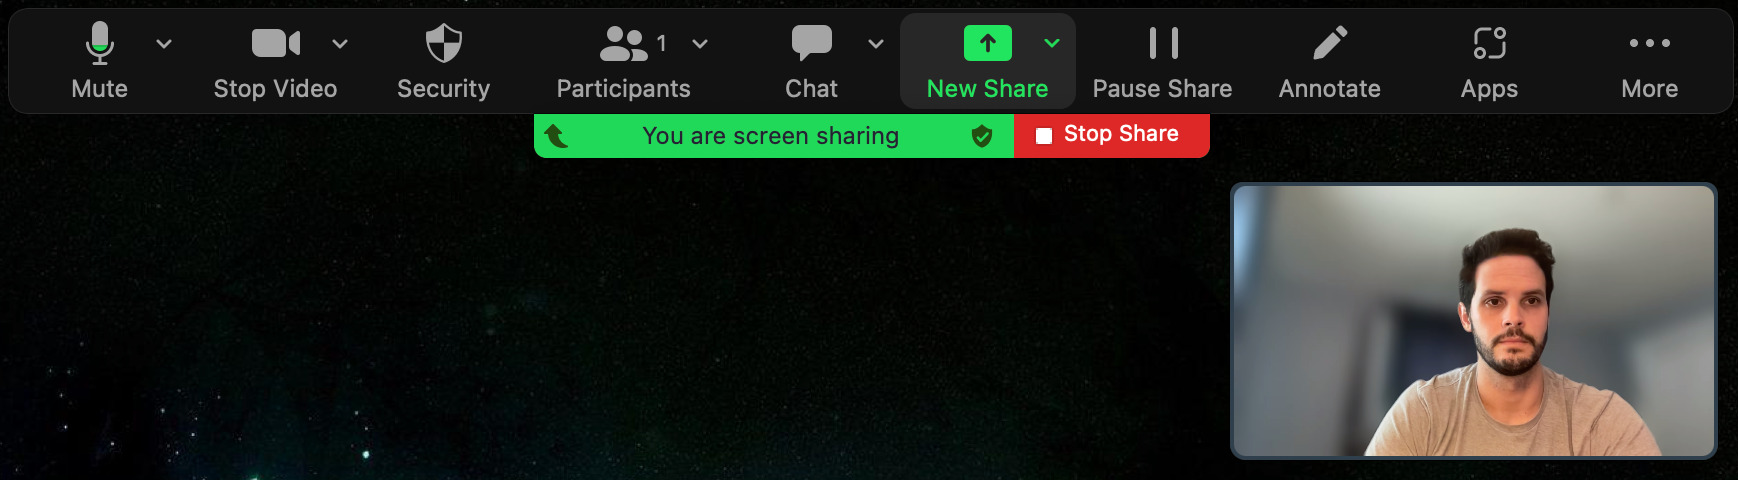 1
Mute Stop Video Security Participants Chat New Share Pause Share Annotate Apps More
You are screen sharing Stop Share